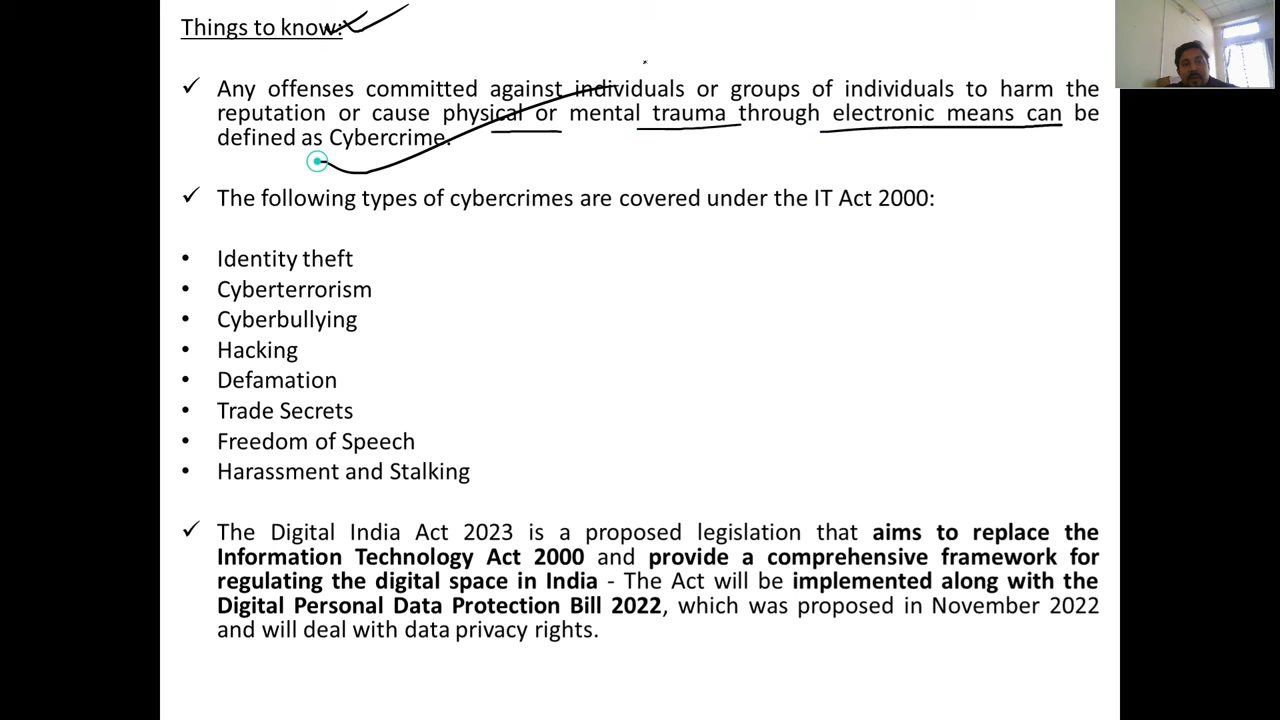 Things to know:
✓ Any offenses committed against individuals or groups of individuals to harm the
reputation or cause physical or mental trauma through electronic means can be
defined as Cybercrime.
✓ The following types of cybercrimes are covered under the IT Act 2000:
• Identity theft
• Cyberterrorism
• Cyberbullying
• Hacking
• Defamation
• Trade Secrets
• Freedom of Speech
• Harassment and Stalking
✓ The Digital India Act 2023 is a proposed legislation that aims to replace the
Information Technology Act 2000 and provide a comprehensive framework for
regulating the digital space in India - The Act will be implemented along with the
Digital Personal Data Protection Bill 2022, which was proposed in November 2022
and will deal with data privacy rights.